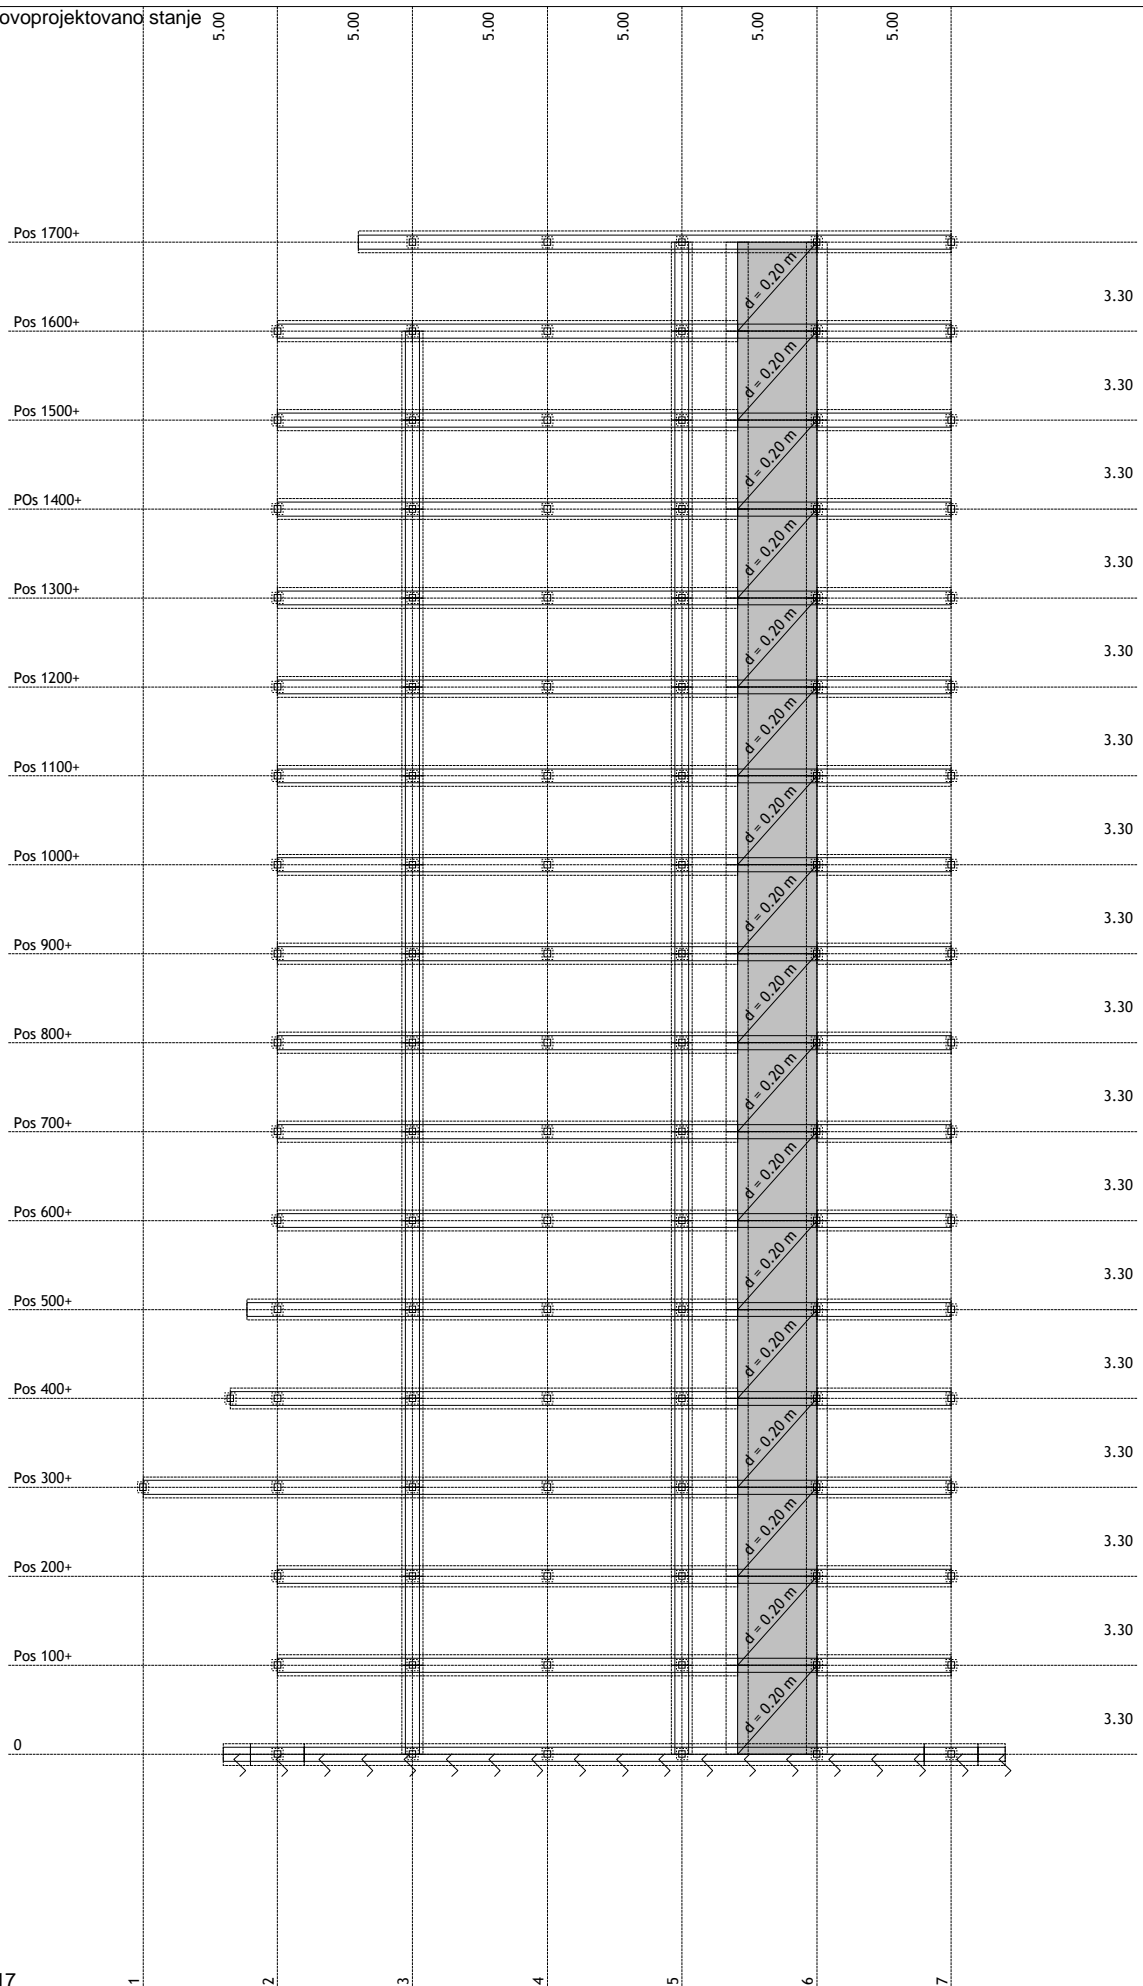 ovoprojektovano stanje
5.00 5.00 5.00 5.00 5.00 5.00
Pos 1700+
d = 0.20 m
3.30
Pos 1600+
d = 0.20 m
3.30
Pos 1500+
d = 0.20 m
3.30
POs 1400+
d = 0.20 m
3.30
Pos 1300+
d = 0.20 m
3.30
Pos 1200+
d = 0.20 m
3.30
Pos 1100+
d = 0.20 m
3.30
Pos 1000+
d = 0.20 m
3.30
Pos 900+
d = 0.20 m
3.30
Pos 800+
d = 0.20 m
3.30
Pos 700+
d = 0.20 m
3.30
Pos 600+
d = 0.20 m
3.30
Pos 500+
d = 0.20 m
3.30
Pos 400+
d = 0.20 m
3.30
Pos 300+
d = 0.20 m
3.30
Pos 200+
d = 0.20 m
3.30
Pos 100+
d = 0.20 m
3.30
0
17
1 2 3 4 5 6 7